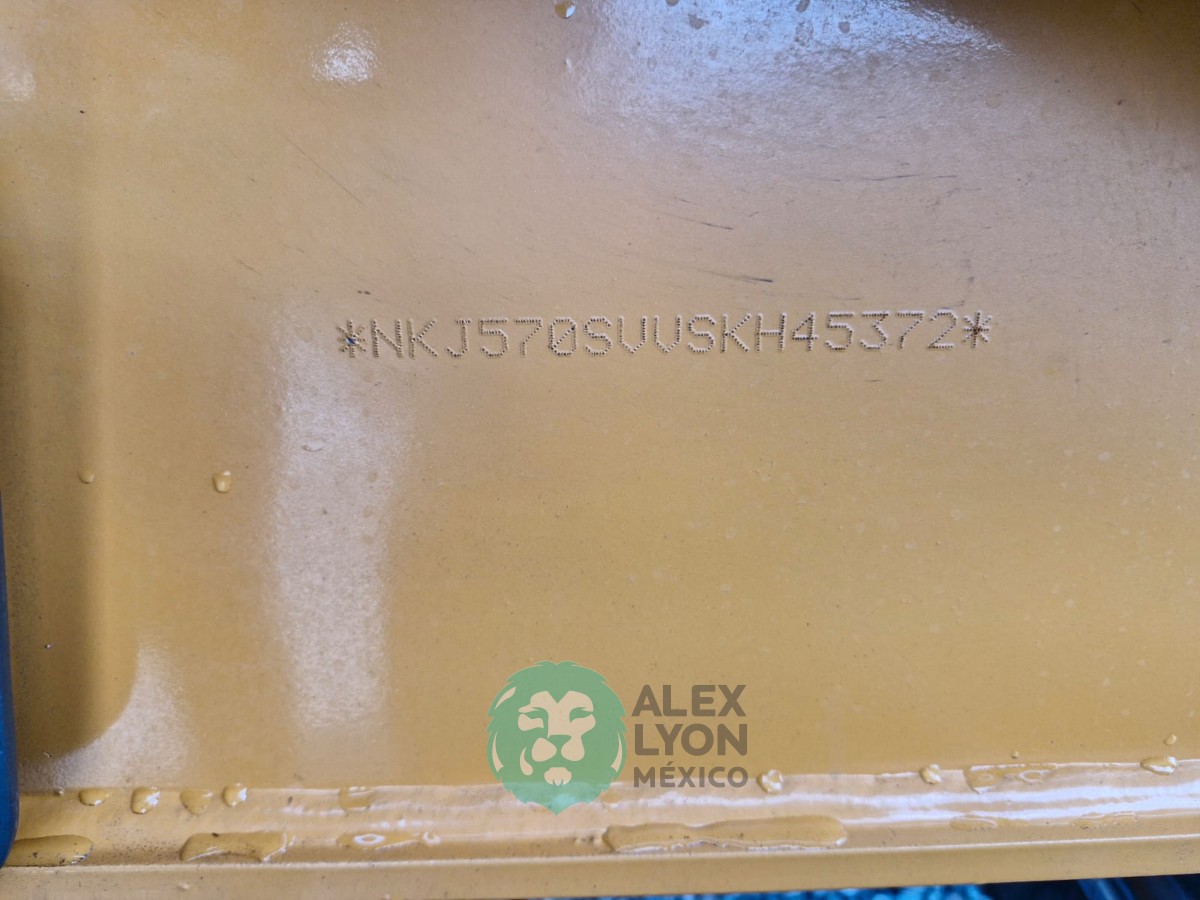 *NKJ570SVVSKH45372*
ALEX
LYON
MÉXICO